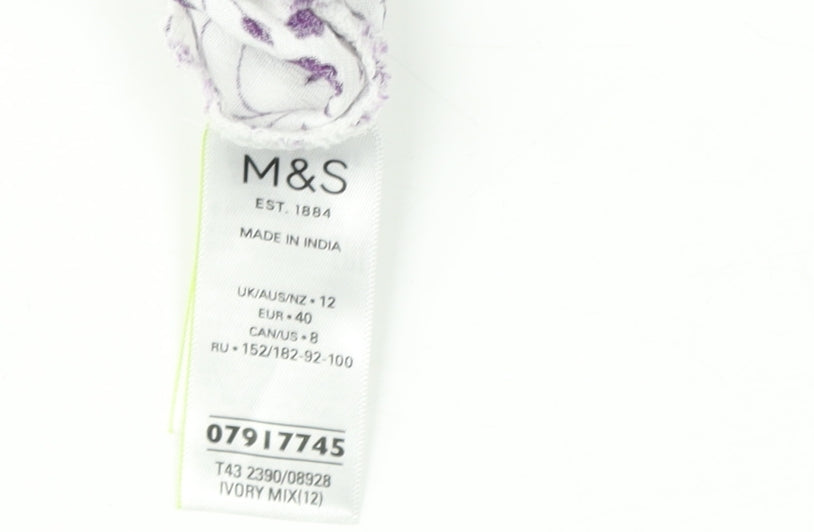 M&S
EST. 1884
MADE IN INDIA
UK/AUS/NZ • 12
EUR • 40
CAN/US • 8
RU • 152/182-92-100
07917745
T43 2390/08928
IVORY MIX(12)